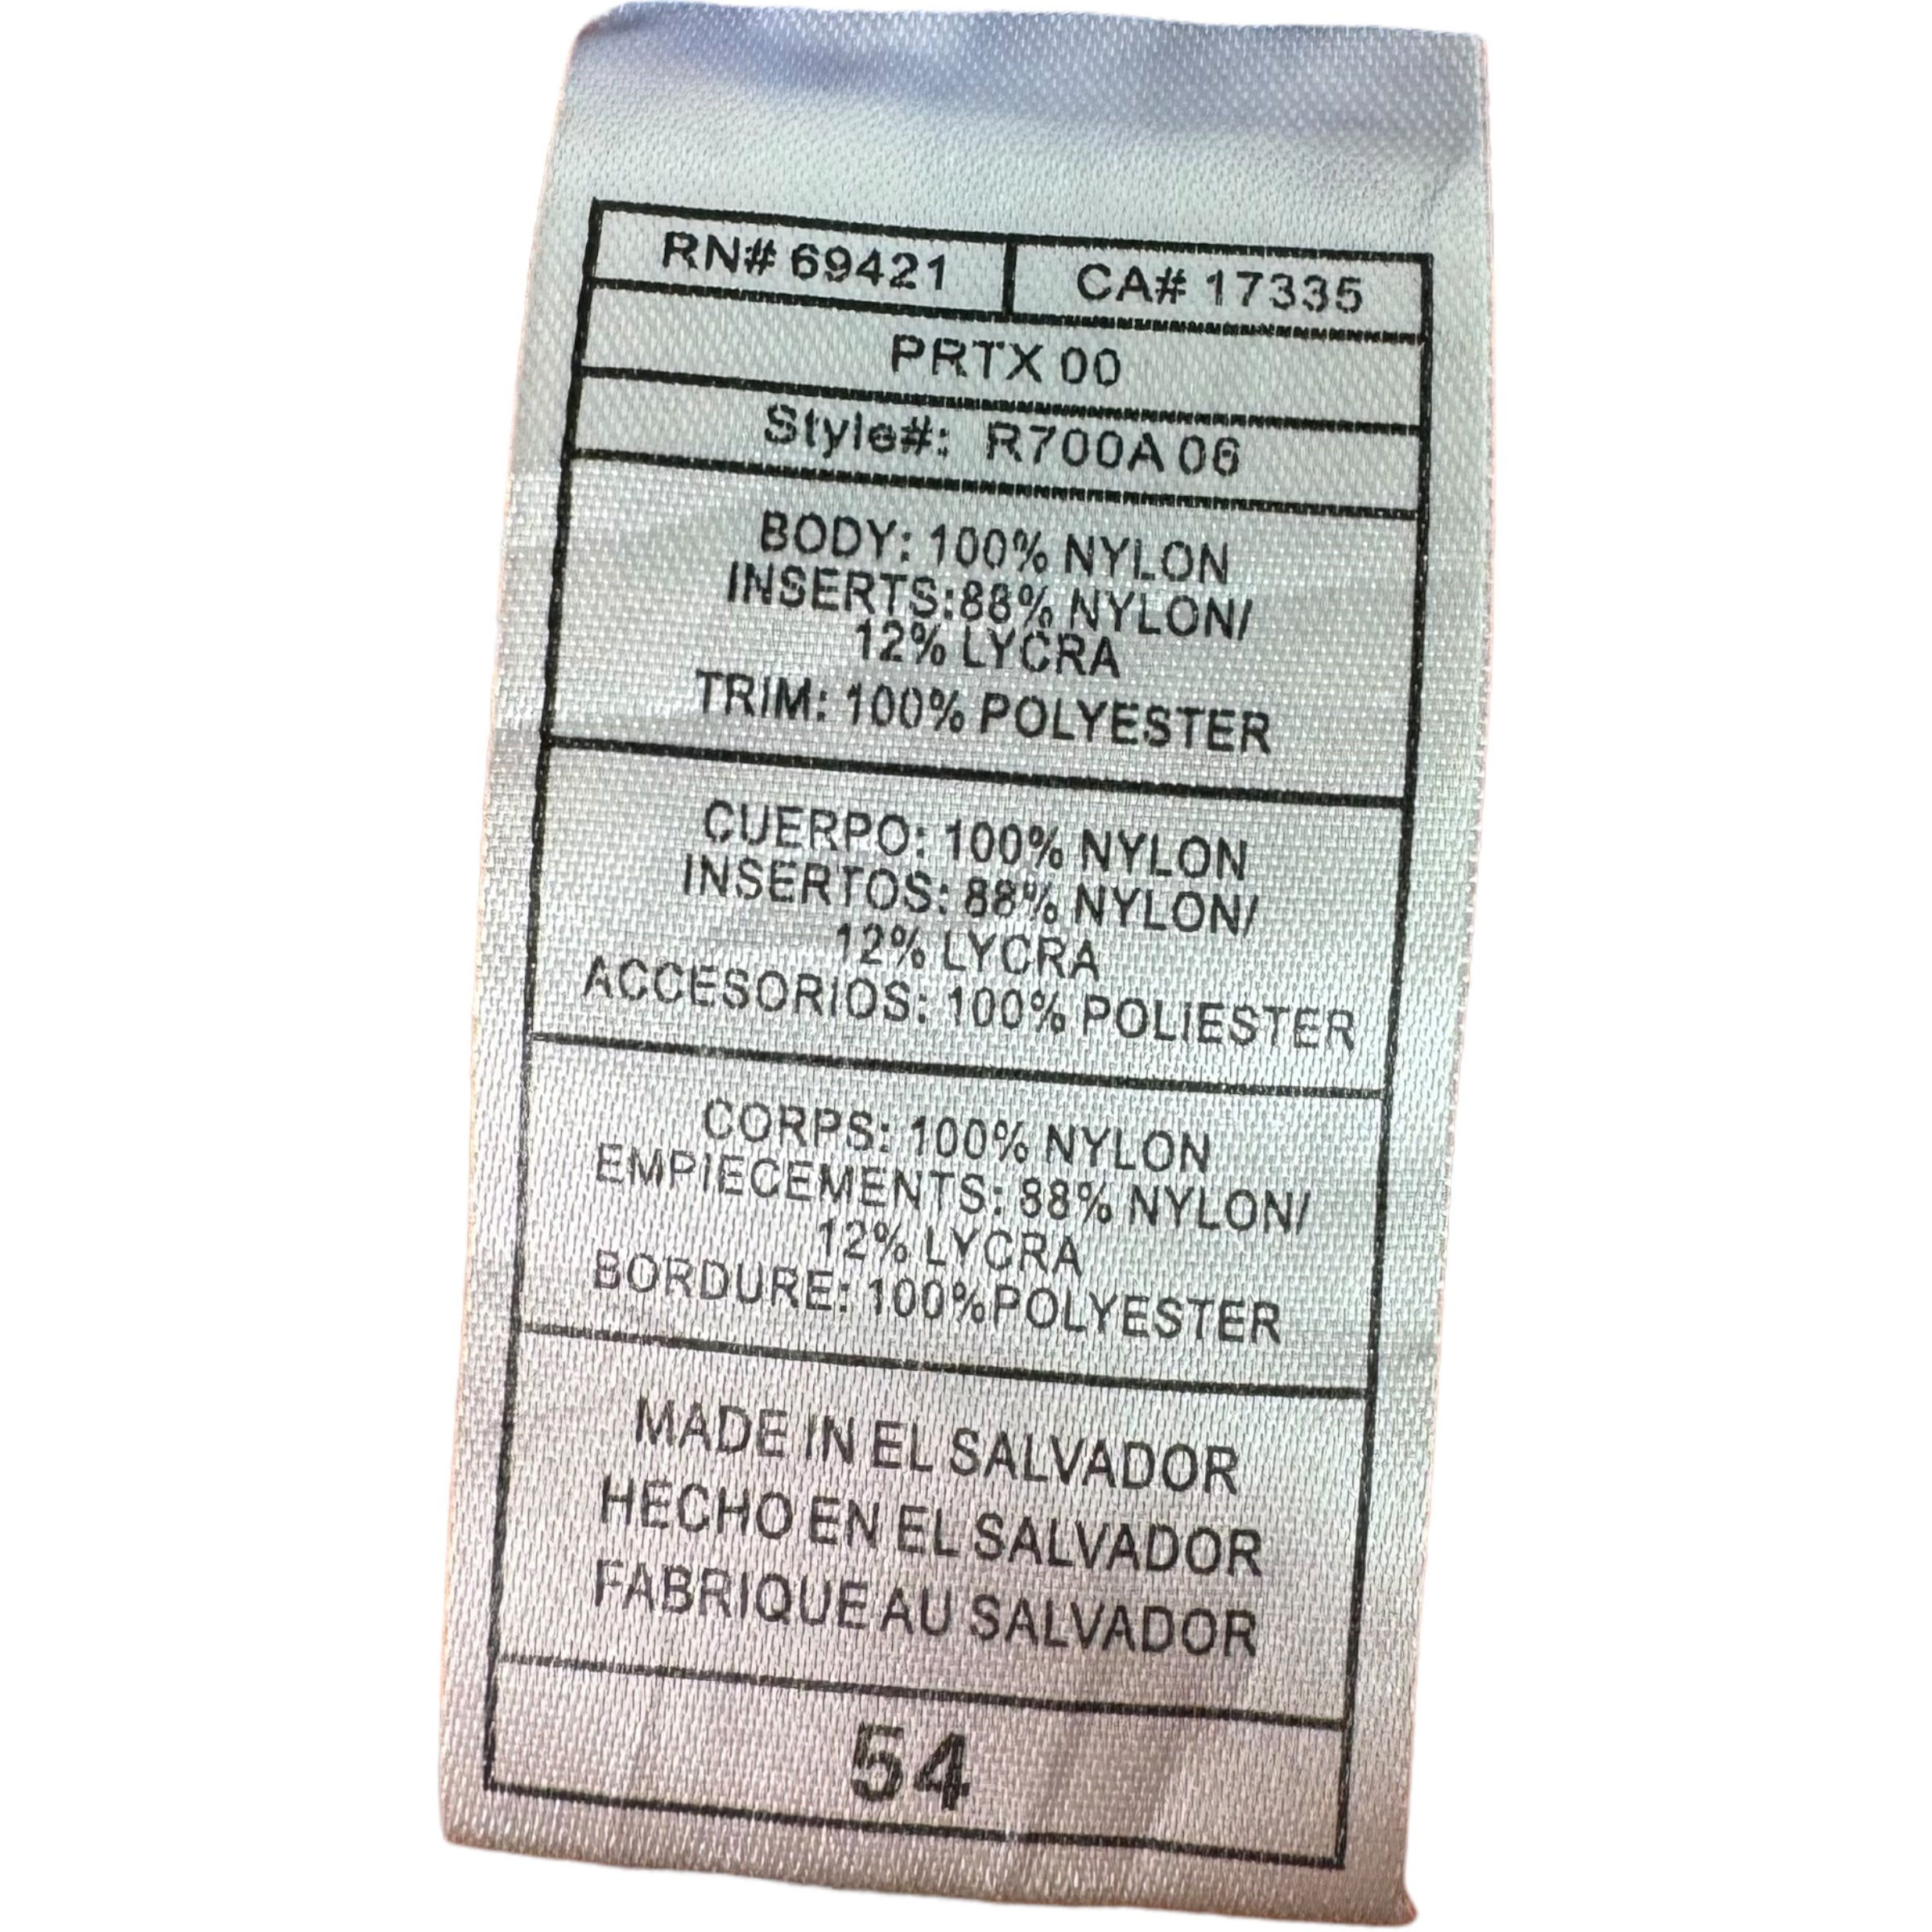 RN# 69421 CA# 17335
PRTX 00
Style#: R700A 06
BODY: 100% NYLON
INSERTS:88% NYLON/
12% LYCRA
TRIM: 100% POLYESTER
CUERPO: 100% NYLON
INSERTOS: 88% NYLON/
12% LYCRA
ACCESORIOS: 100% POLIESTER
CORPS: 100% NYLON
EMPIECEMENTS: 88% NYLON/
12% LYCRA
BORDURE: 100%POLYESTER
MADE IN EL SALVADOR
HECHO EN EL SALVADOR
FABRIQUE AU SALVADOR
54